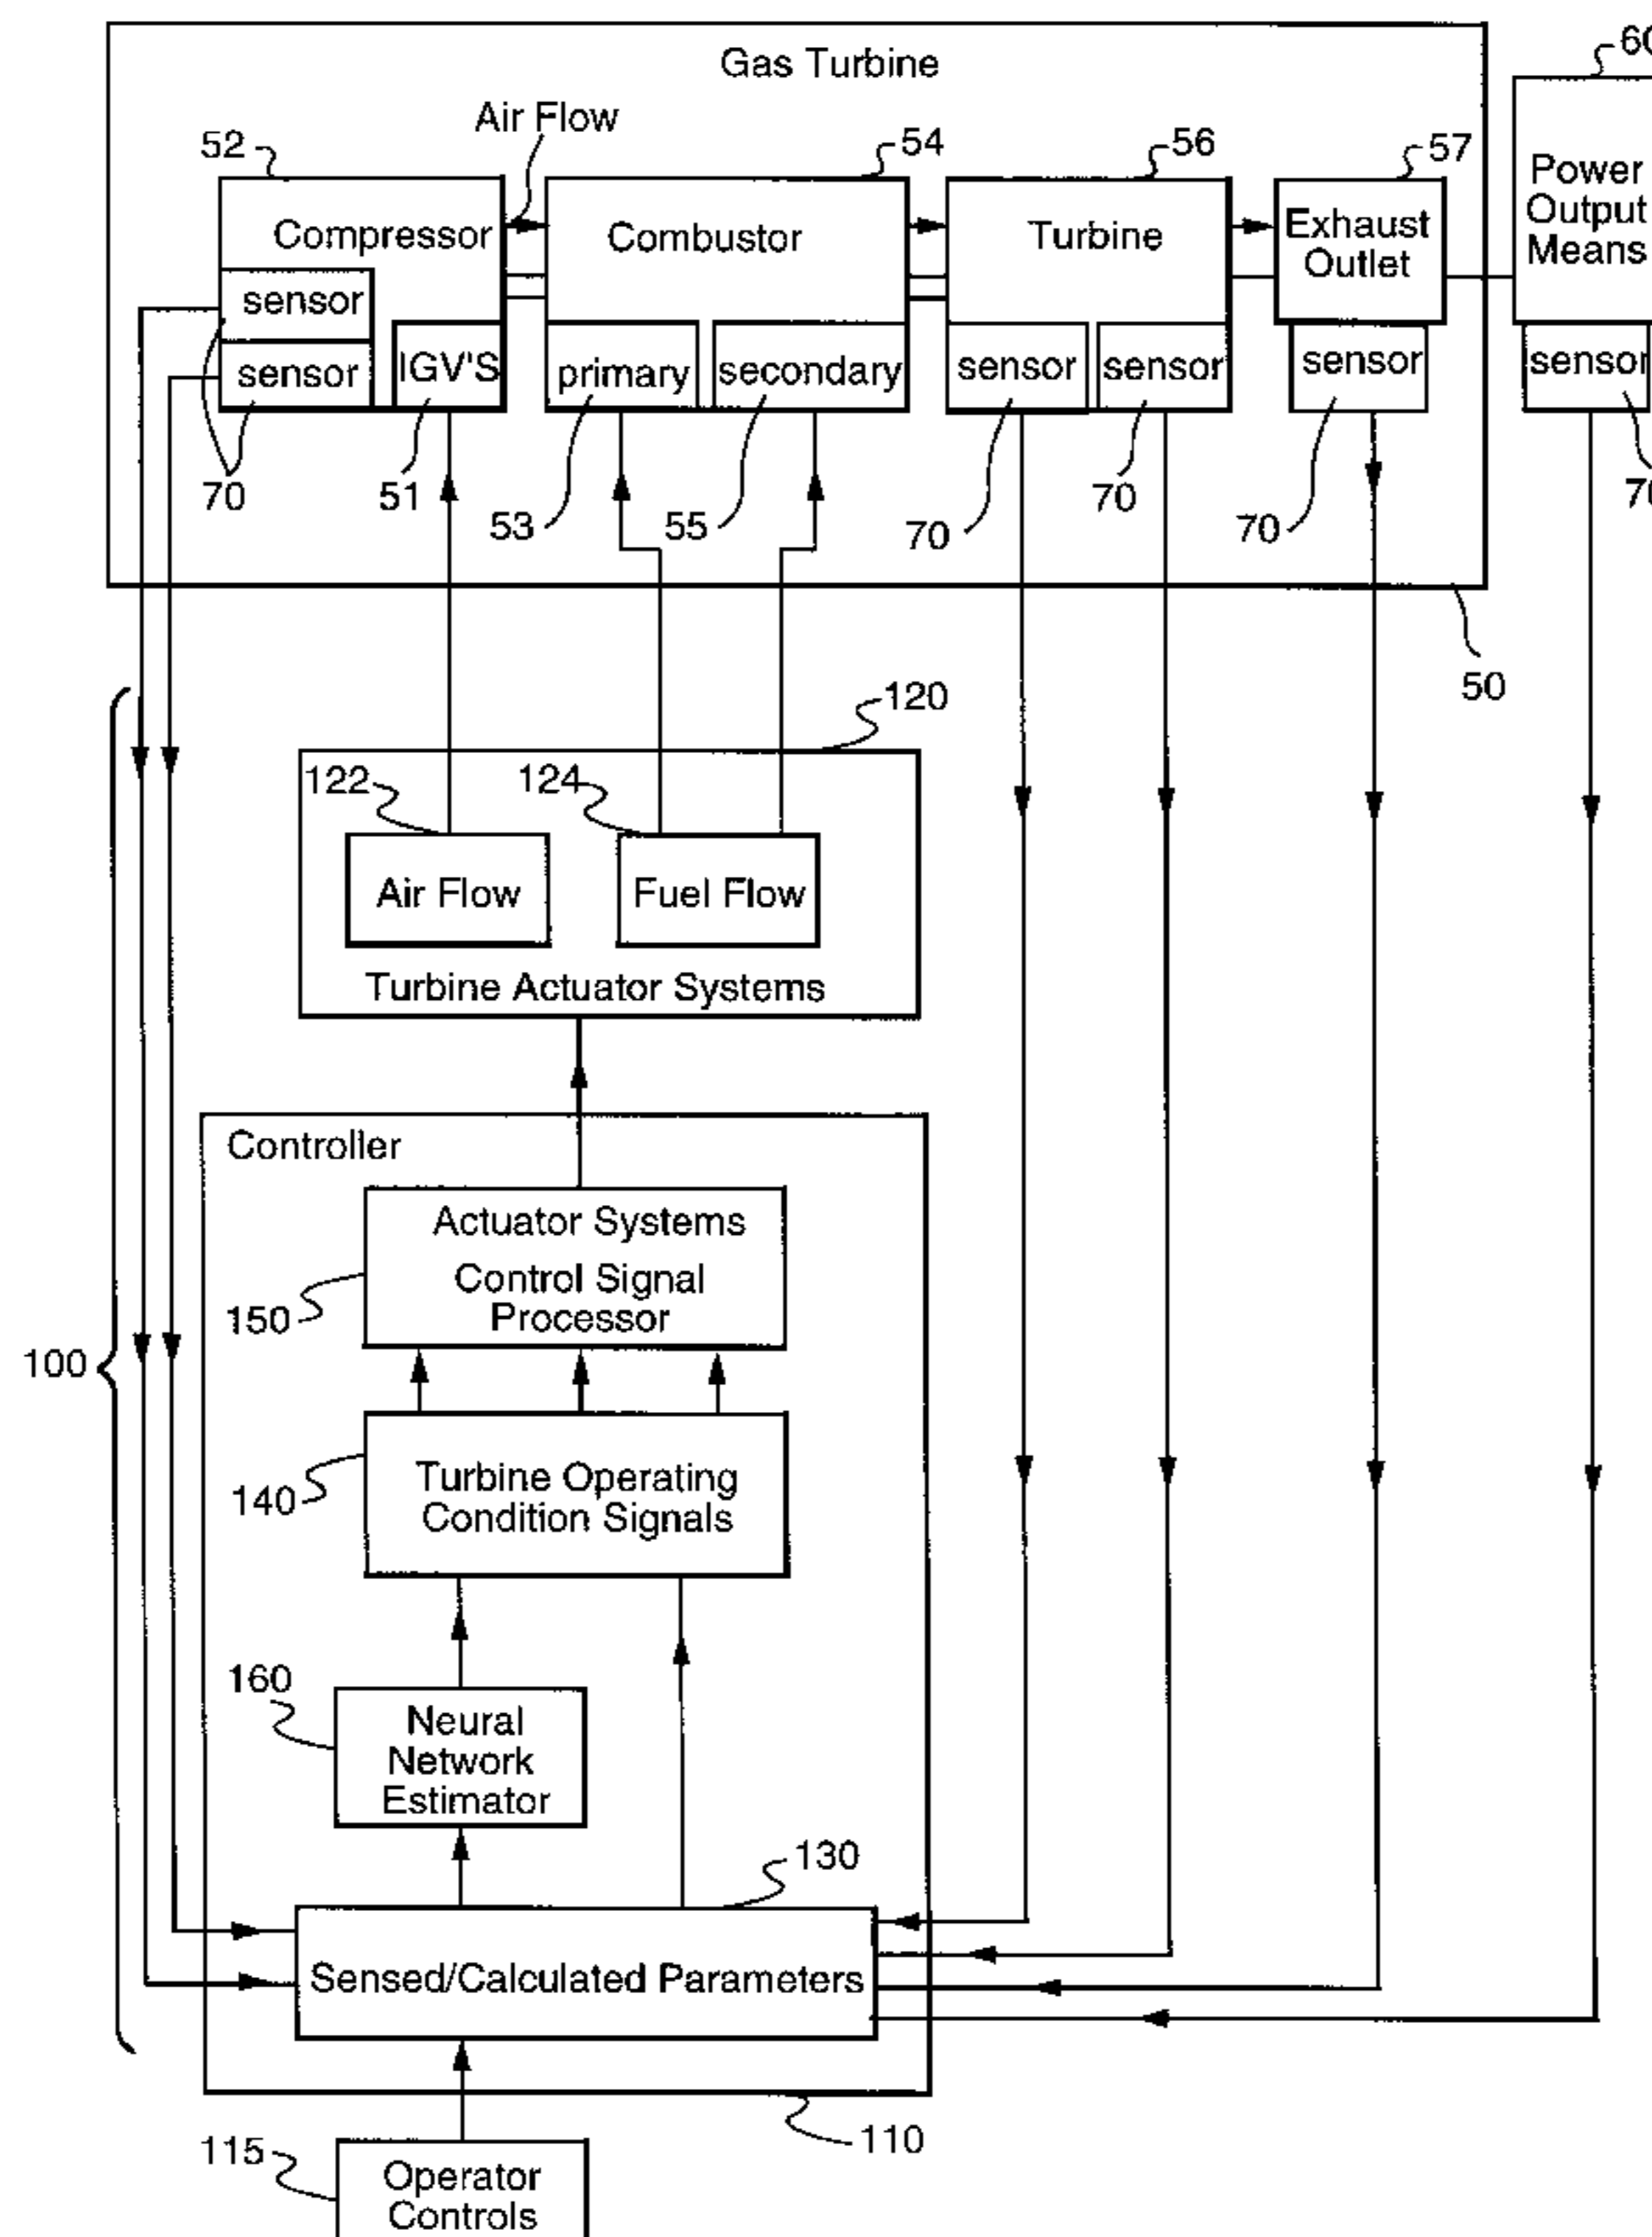 Gas Turbine
60
Air Flow
52
54
56
57
Power
Output
Means
Compressor
Combustor
Turbine
Exhaust
Outlet
sensor
sensor
IGV'S
primary
secondary
sensor
sensor
sensor
sensor
70
51
53
55
70
70
70
70
50
120
122
124
Air Flow
Fuel Flow
Turbine Actuator Systems
Controller
Actuator Systems
Control Signal
Processor
150
100
Turbine Operating
Condition Signals
140
160
Neural
Network
Estimator
130
Sensed/Calculated Parameters
110
115
Operator
Controls